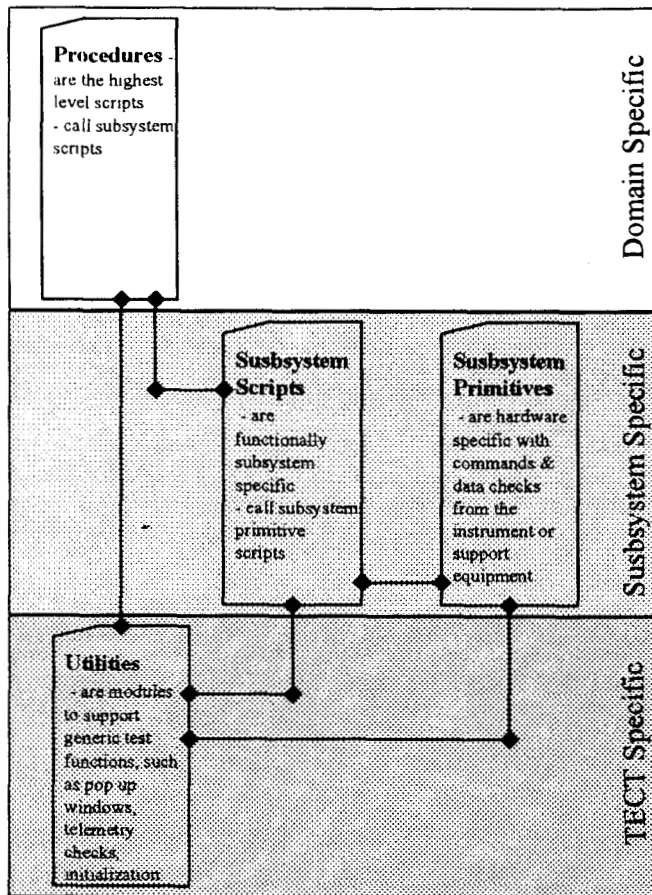 Procedures -
are the highest
level scripts
- call subsystem
scripts
Domain Specific
Susbsystem
Scripts
- are
functionally
subsystem
specific
- call subsystem
primitive
scripts
Susbsystem
Primitives
- are hardware
specific with
commands &
data checks
from the
instrument or
support
equipment
Susbsystem Specific
Utilities
- are modules
to support
generic test
functions, such
as pop up
windows,
telemetry
checks,
initialization
TECT Specific